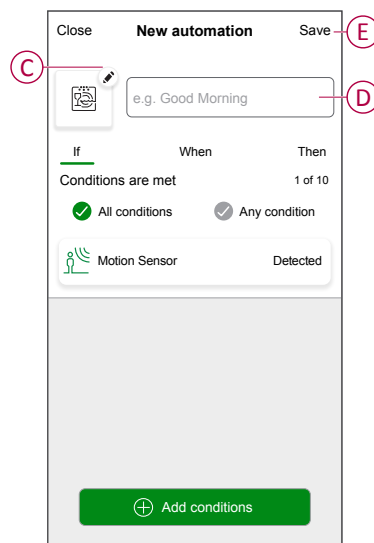 Close New automation Save
E
C
e.g. Good Morning
D
If When Then
Conditions are met 1 of 10
All conditions Any condition
Motion Sensor Detected
Add conditions